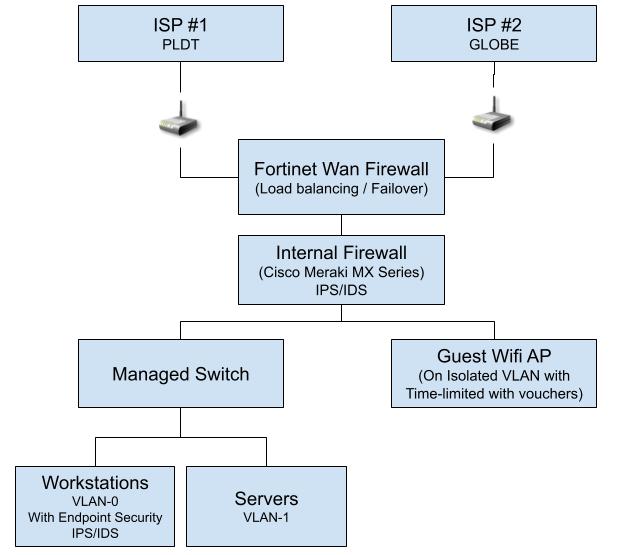 ISP #1
PLDT
ISP #2
GLOBE
Fortinet Wan Firewall
(Load balancing / Failover)
Internal Firewall
(Cisco Meraki MX Series)
IPS/IDS
Managed Switch
Guest Wifi AP
(On Isolated VLAN with
Time-limited with vouchers)
Workstations
VLAN-0
With Endpoint Security
IPS/IDS
Servers
VLAN-1